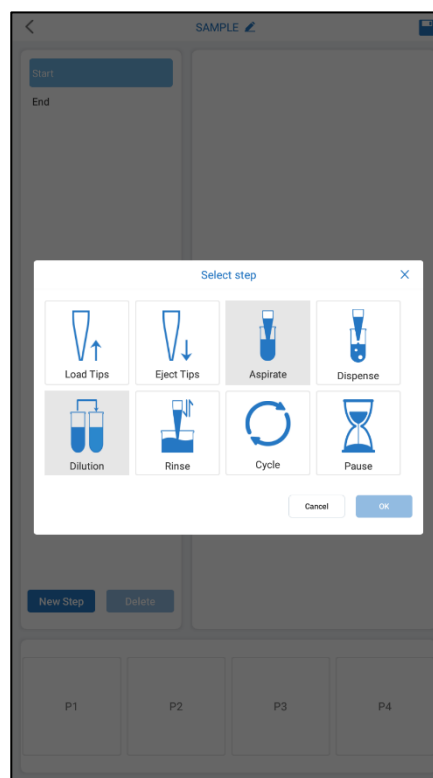 SAMPLE
Start
End
Select step
Load Tips
Eject Tips
Aspirate
Dispense
Dilution
Rinse
Cycle
Pause
Cancel
OK
New Step
Delete
P1
P2
P3
P4